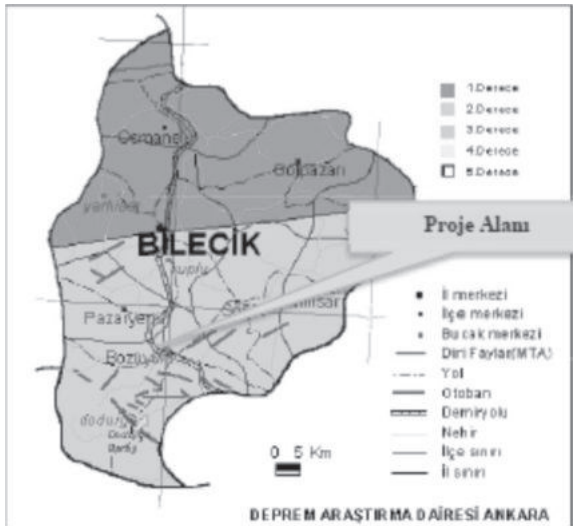 1.Derece
2.Derece
3.Derece
4.Derece
5.Derece
Osmaneli
Gölpazarı
Proje Alanı
BİLECİK
Pazaryeri
Bozüyük
dodurga
İl merkezi
İlçe merkezi
Bucak merkezi
Diri Faylar(MTA)
Yol
Otoban
Demiryolu
Nehir
İlçe sınırı
İl sınırı
0 5 Km
DEPREM ARAŞTIRMA DAİRESİ ANKARA